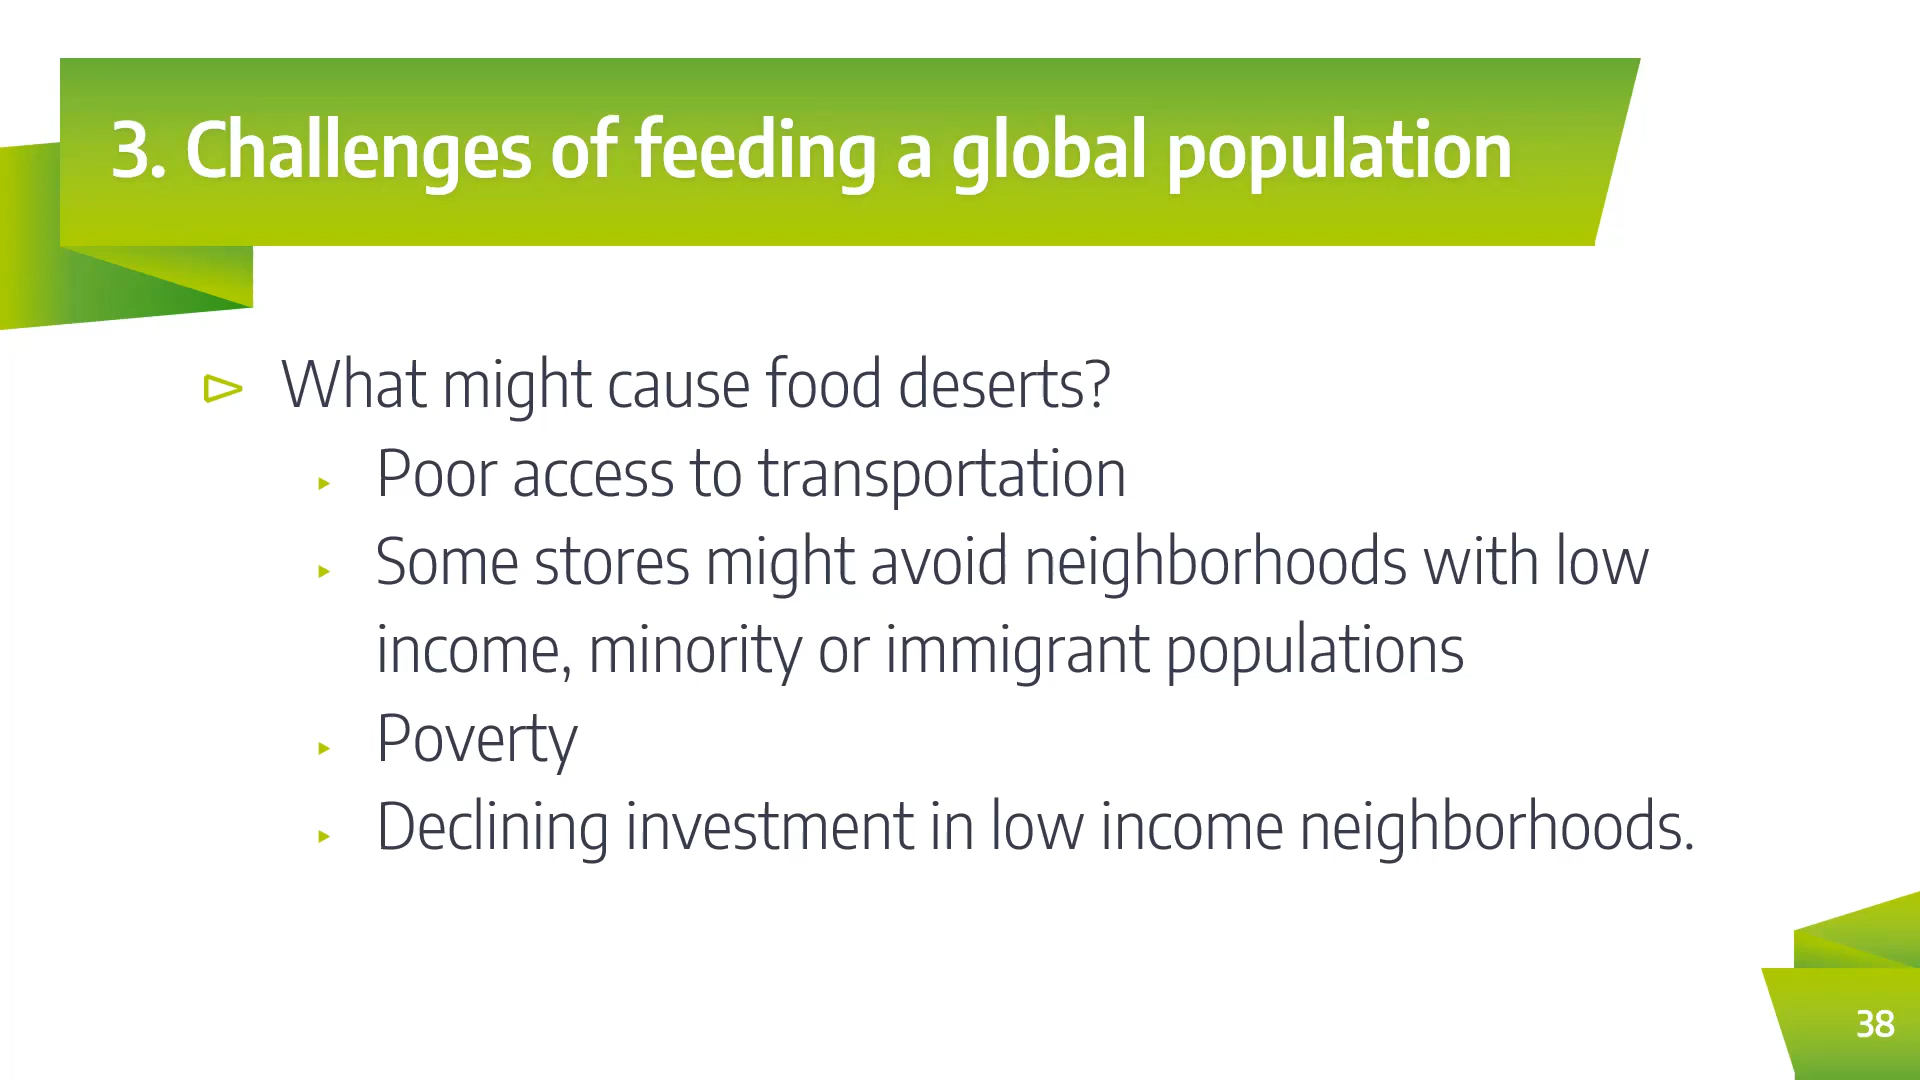 3. Challenges of feeding a global population
What might cause food deserts?
Poor access to transportation
Some stores might avoid neighborhoods with low
income, minority or immigrant populations
Poverty
Declining investment in low income neighborhoods.
38